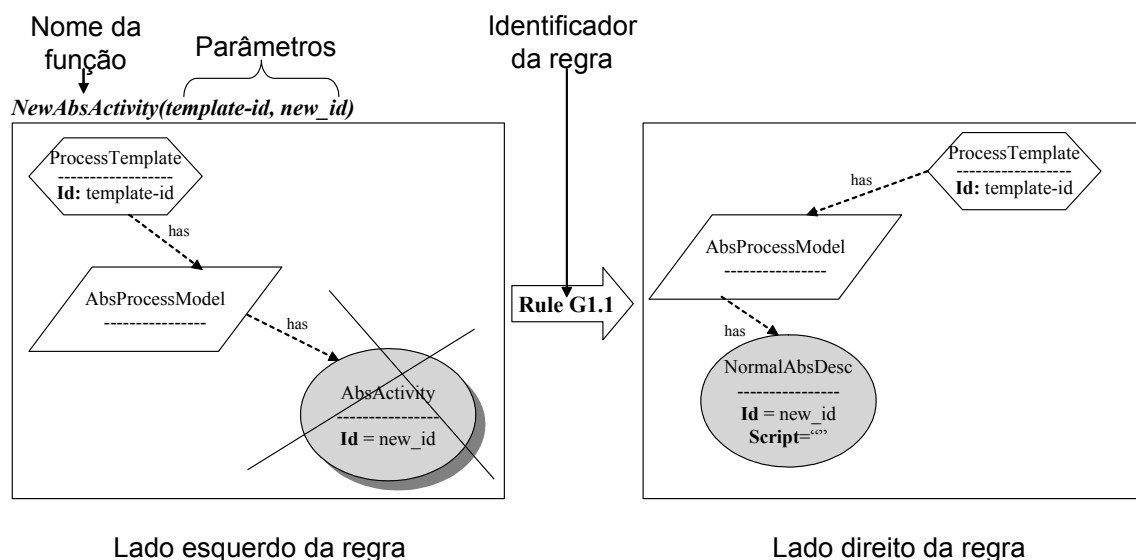 Nome da
função
Parâmetros
Identificador
da regra
NewAbsActivity(template-id, new_id)
ProcessTemplate
--------------------
Id: template-id
has
AbsProcessModel
------------------
has
AbsActivity
------------------
Id = new_id
Rule G1.1
ProcessTemplate
--------------------
Id: template-id
has
AbsProcessModel
------------------
has
NormalAbsDesc
------------------
Id = new_id
Script=“”
Lado esquerdo da regra
Lado direito da regra